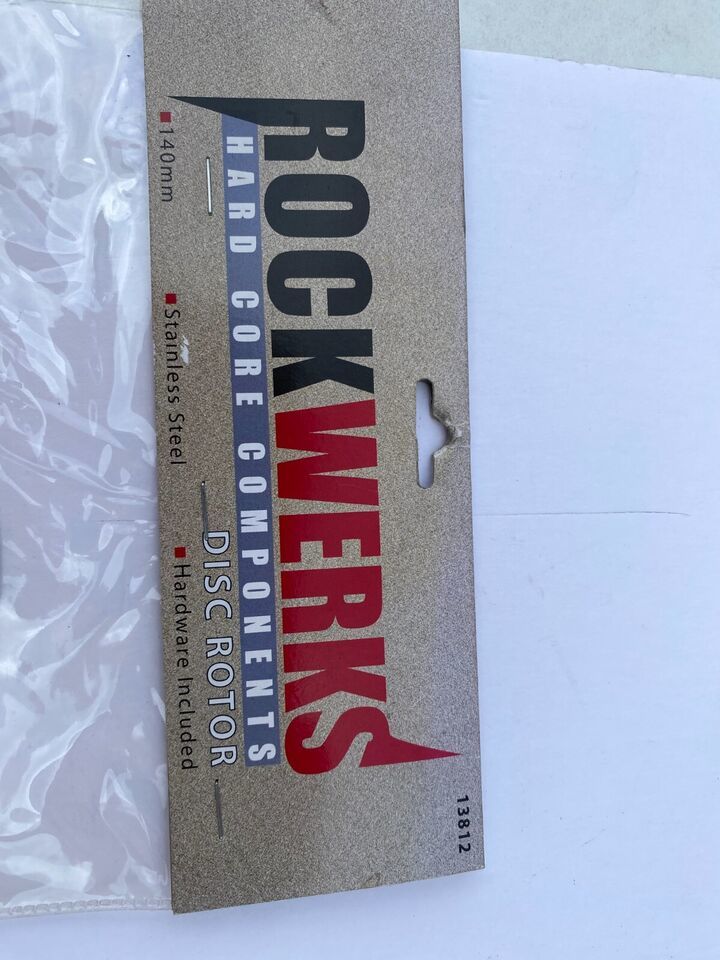 13812
ROCKWERKS
HARD CORE COMPONENTS
DISC ROTOR
140mm Stainless Steel Hardware Included